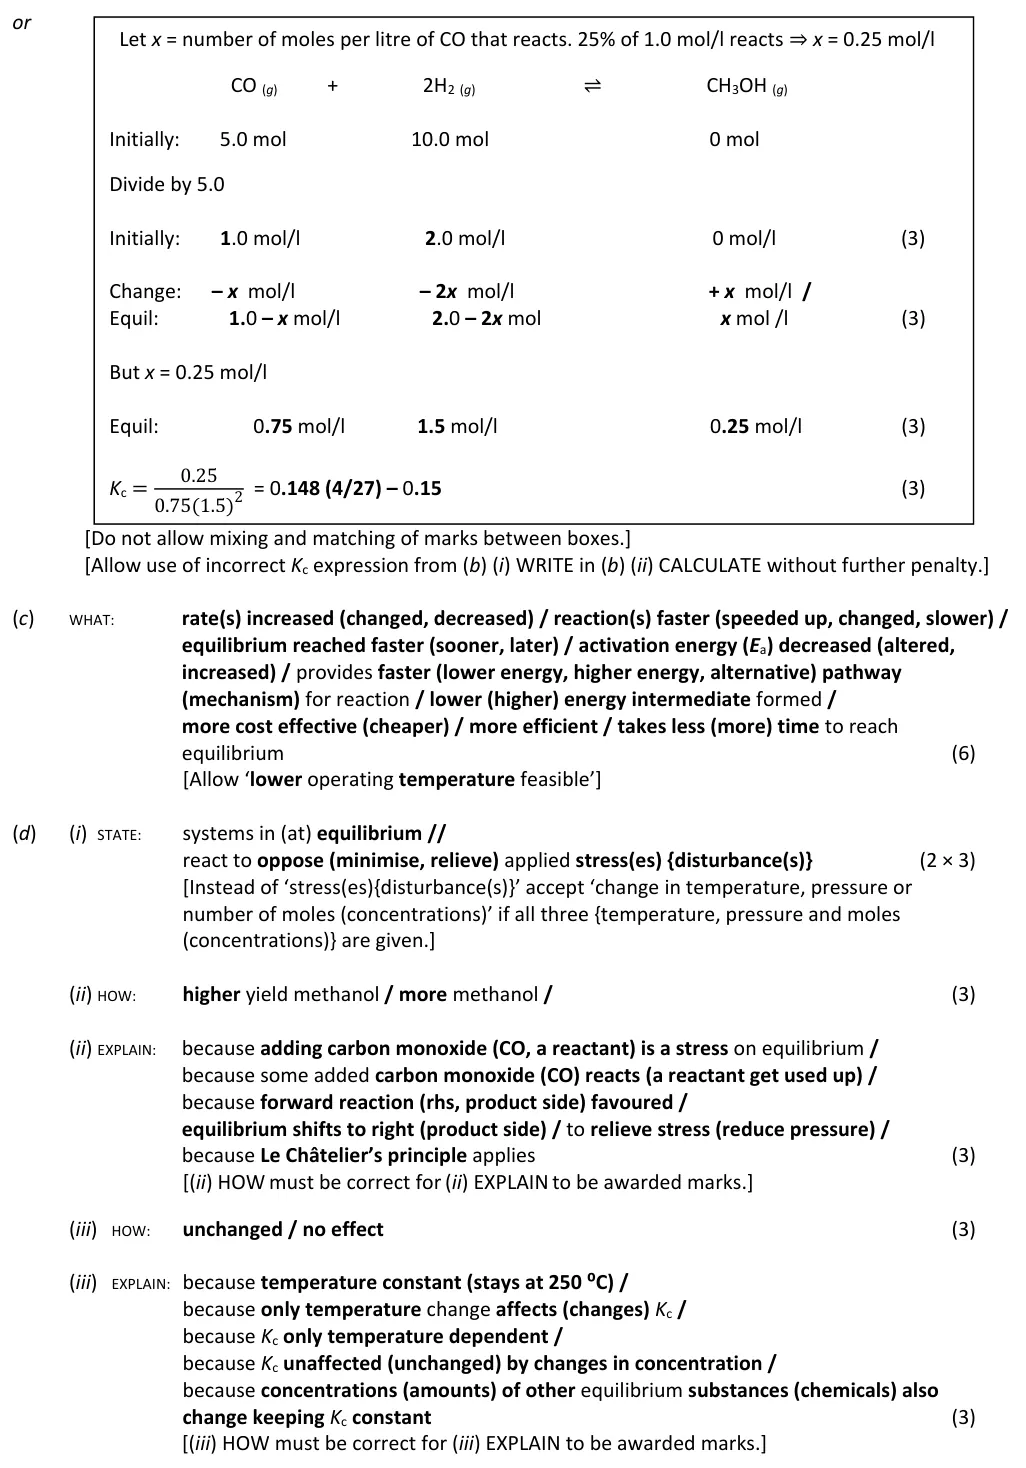 or
Let x = number of moles per litre of CO that reacts. 25% of 1.0 mol/l reacts ⇒ x = 0.25 mol/l
CO (g) + 2H2 (g) ⇌ CH3OH (g)
Initially: 5.0 mol 10.0 mol 0 mol
Divide by 5.0
Initially: 1.0 mol/l 2.0 mol/l 0 mol/l (3)
Change: – x mol/l – 2x mol/l + x mol/l /
Equil: 1.0 – x mol/l 2.0 – 2x mol x mol /l (3)
But x = 0.25 mol/l
Equil: 0.75 mol/l 1.5 mol/l 0.25 mol/l (3)
Kc = 0.25 / 0.75(1.5)² = 0.148 (4/27) – 0.15 (3)
[Do not allow mixing and matching of marks between boxes.]
[Allow use of incorrect Kc expression from (b) (i) WRITE in (b) (ii) CALCULATE without further penalty.]
(c) WHAT: rate(s) increased (changed, decreased) / reaction(s) faster (speeded up, changed, slower) /
equilibrium reached faster (sooner, later) / activation energy (Ea) decreased (altered,
increased) / provides faster (lower energy, higher energy, alternative) pathway
(mechanism) for reaction / lower (higher) energy intermediate formed /
more cost effective (cheaper) / more efficient / takes less (more) time to reach
equilibrium (6)
[Allow ‘lower operating temperature feasible’]
(d) (i) STATE: systems in (at) equilibrium //
react to oppose (minimise, relieve) applied stress(es) {disturbance(s)} (2 × 3)
[Instead of ‘stress(es){disturbance(s)}’ accept ‘change in temperature, pressure or
number of moles (concentrations)’ if all three {temperature, pressure and moles
(concentrations)} are given.]
(ii) HOW: higher yield methanol / more methanol / (3)
(ii) EXPLAIN: because adding carbon monoxide (CO, a reactant) is a stress on equilibrium /
because some added carbon monoxide (CO) reacts (a reactant get used up) /
because forward reaction (rhs, product side) favoured /
equilibrium shifts to right (product side) / to relieve stress (reduce pressure) /
because Le Châtelier’s principle applies (3)
[(ii) HOW must be correct for (ii) EXPLAIN to be awarded marks.]
(iii) HOW: unchanged / no effect (3)
(iii) EXPLAIN: because temperature constant (stays at 250 ⁰C) /
because only temperature change affects (changes) Kc /
because Kc only temperature dependent /
because Kc unaffected (unchanged) by changes in concentration /
because concentrations (amounts) of other equilibrium substances (chemicals) also
change keeping Kc constant (3)
[(iii) HOW must be correct for (iii) EXPLAIN to be awarded marks.]